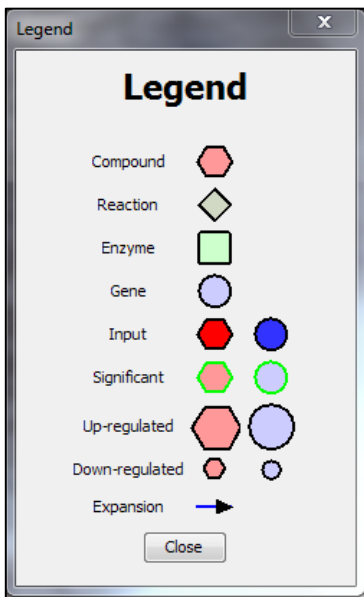 Legend
Legend
Compound
Reaction
Enzyme
Gene
Input
Significant
Up-regulated
Down-regulated
Expansion
Close